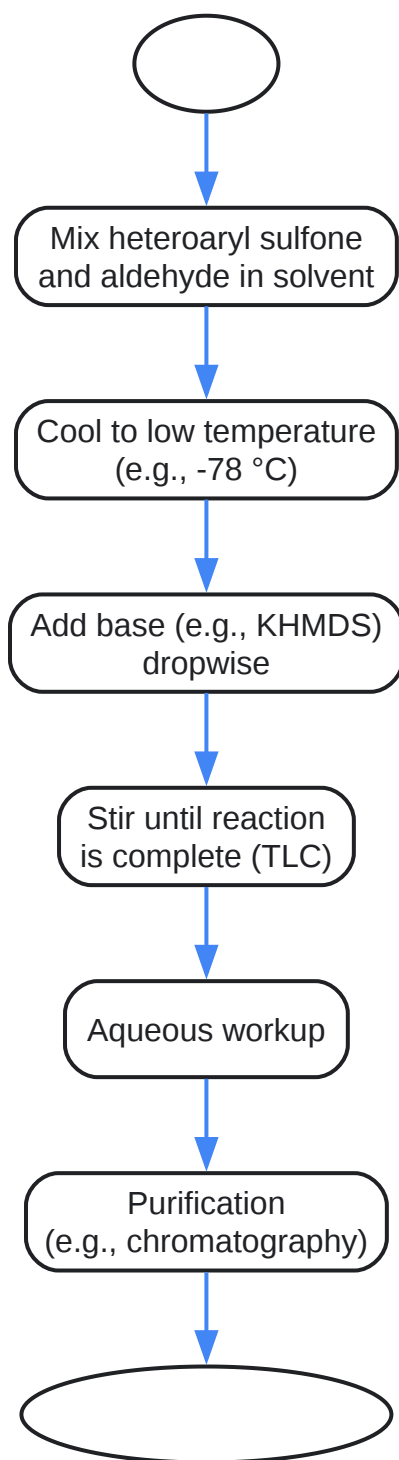 Mix heteroaryl sulfone
and aldehyde in solvent
Cool to low temperature
(e.g., -78 °C)
Add base (e.g., KHMDS)
dropwise
Stir until reaction
is complete (TLC)
Aqueous workup
Purification
(e.g., chromatography)